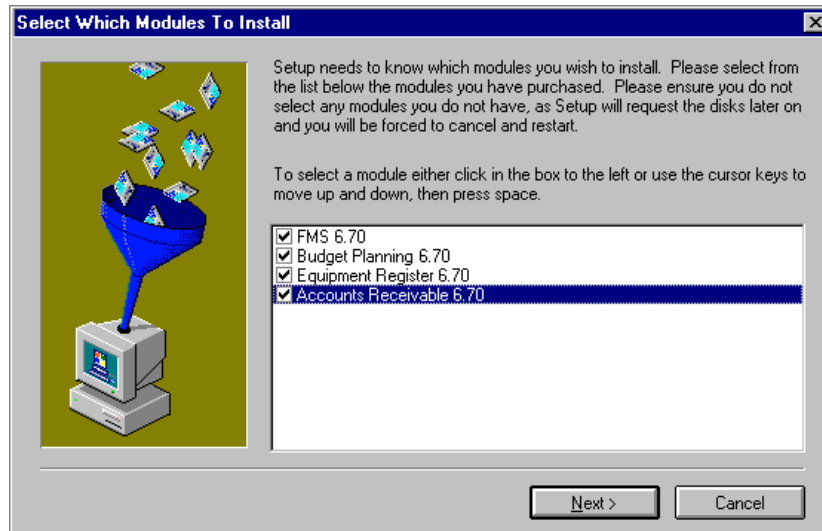 Select Which Modules To Install
Setup needs to know which modules you wish to install.  Please select from
the list below the modules you have purchased.  Please ensure you do not
select any modules you do not have, as Setup will request the disks later on
and you will be forced to cancel and restart.
To select a module either click in the box to the left or use the cursor keys to
move up and down, then press space.
FMS 6.70
Budget Planning 6.70
Equipment Register 6.70
Accounts Receivable 6.70
Next >
Cancel